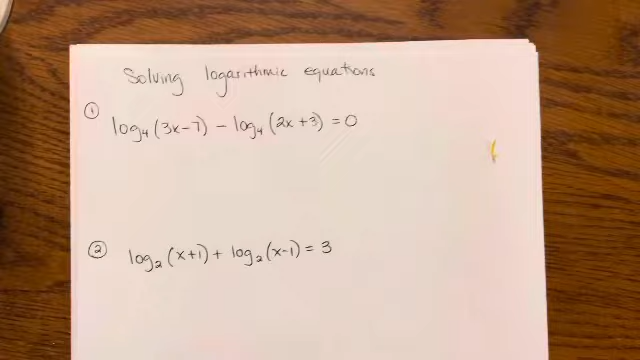 Solving logarithmic equations
① log₄(3x-7) - log₄(2x+3) = 0
② log₂(x+1) + log₂(x-1) = 3